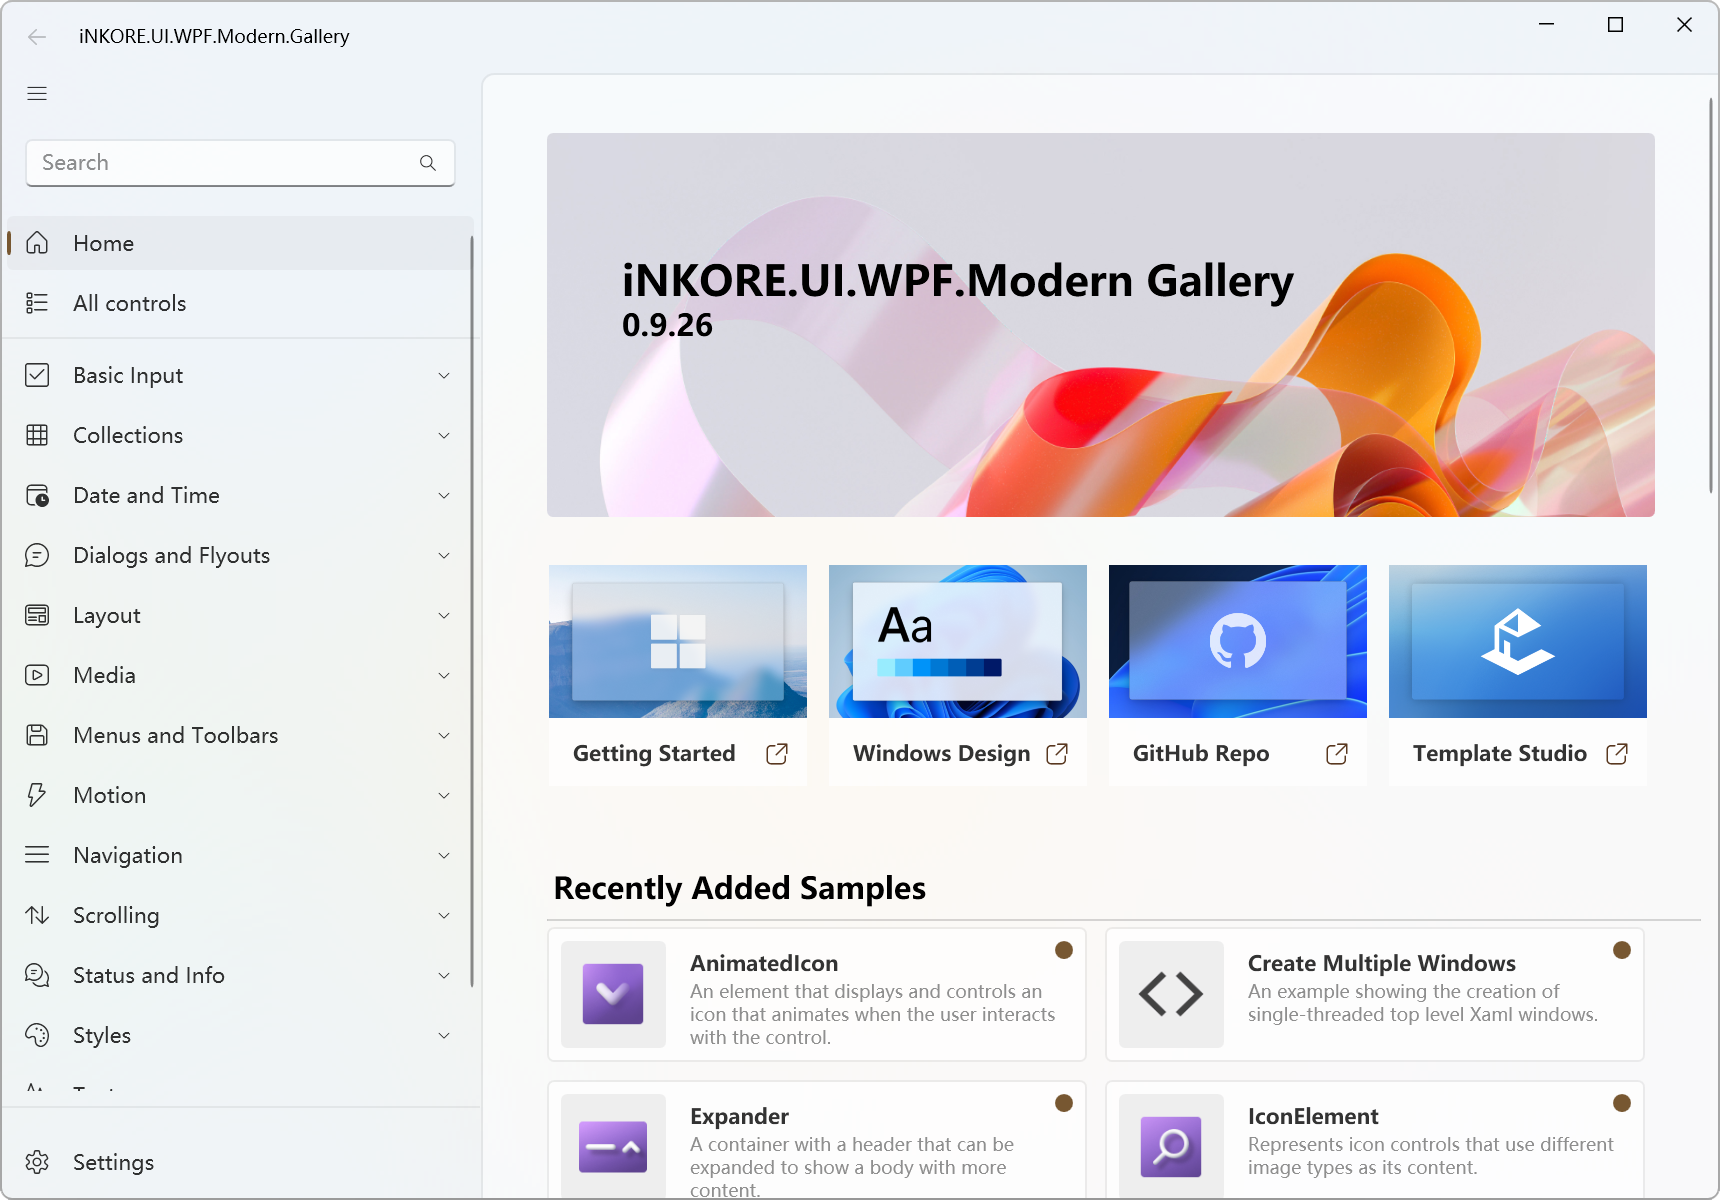 iNKORE.UI.WPF.Modern.Gallery
Search
Home
All controls
Basic Input
Collections
Date and Time
Dialogs and Flyouts
Layout
Media
Menus and Toolbars
Motion
Navigation
Scrolling
Status and Info
Styles
Settings
iNKORE.UI.WPF.Modern Gallery
0.9.26
Aa
Getting Started
Windows Design
GitHub Repo
Template Studio
Recently Added Samples
AnimatedIcon
An element that displays and controls an
icon that animates when the user interacts
with the control.
Create Multiple Windows
An example showing the creation of
single-threaded top level Xaml windows.
Expander
A container with a header that can be
expanded to show a body with more
content.
IconElement
Represents icon controls that use different
image types as its content.